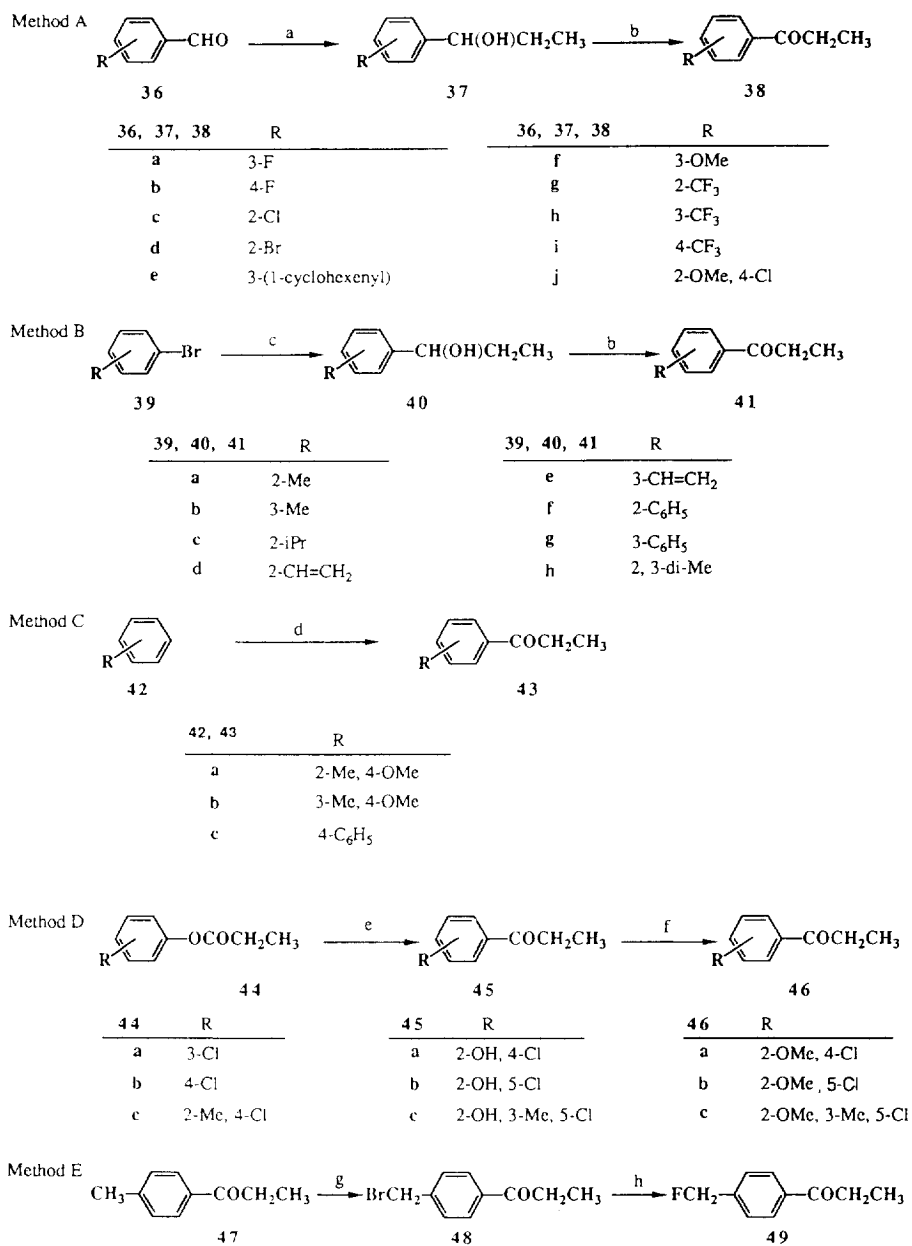 Method A
R CHO a R CH(OH)CH2CH3 b R COCH2CH3
36 37 38
36, 37, 38 R 36, 37, 38 R
a 3-F f 3-OMe
b 4-F g 2-CF3
c 2-Cl h 3-CF3
d 2-Br i 4-CF3
e 3-(1-cyclohexenyl) j 2-OMe, 4-Cl
Method B
R Br c R CH(OH)CH2CH3 b R COCH2CH3
39 40 41
39, 40, 41 R 39, 40, 41 R
a 2-Me e 3-CH=CH2
b 3-Me f 2-C6H5
c 2-iPr g 3-C6H5
d 2-CH=CH2 h 2, 3-di-Me
Method C
R d R COCH2CH3
42 43
42, 43 R
a 2-Me, 4-OMe
b 3-Me, 4-OMe
c 4-C6H5
Method D
R OCOCH2CH3 e R COCH2CH3 f R COCH2CH3
44 45 46
44 R 45 R 46 R
a 3-Cl a 2-OH, 4-Cl a 2-OMe, 4-Cl
b 4-Cl b 2-OH, 5-Cl b 2-OMe, 5-Cl
c 2-Me, 4-Cl c 2-OH, 3-Me, 5-Cl c 2-OMe, 3-Me, 5-Cl
Method E
CH3 COCH2CH3 g BrCH2 COCH2CH3 h FCH2 COCH2CH3
47 48 49